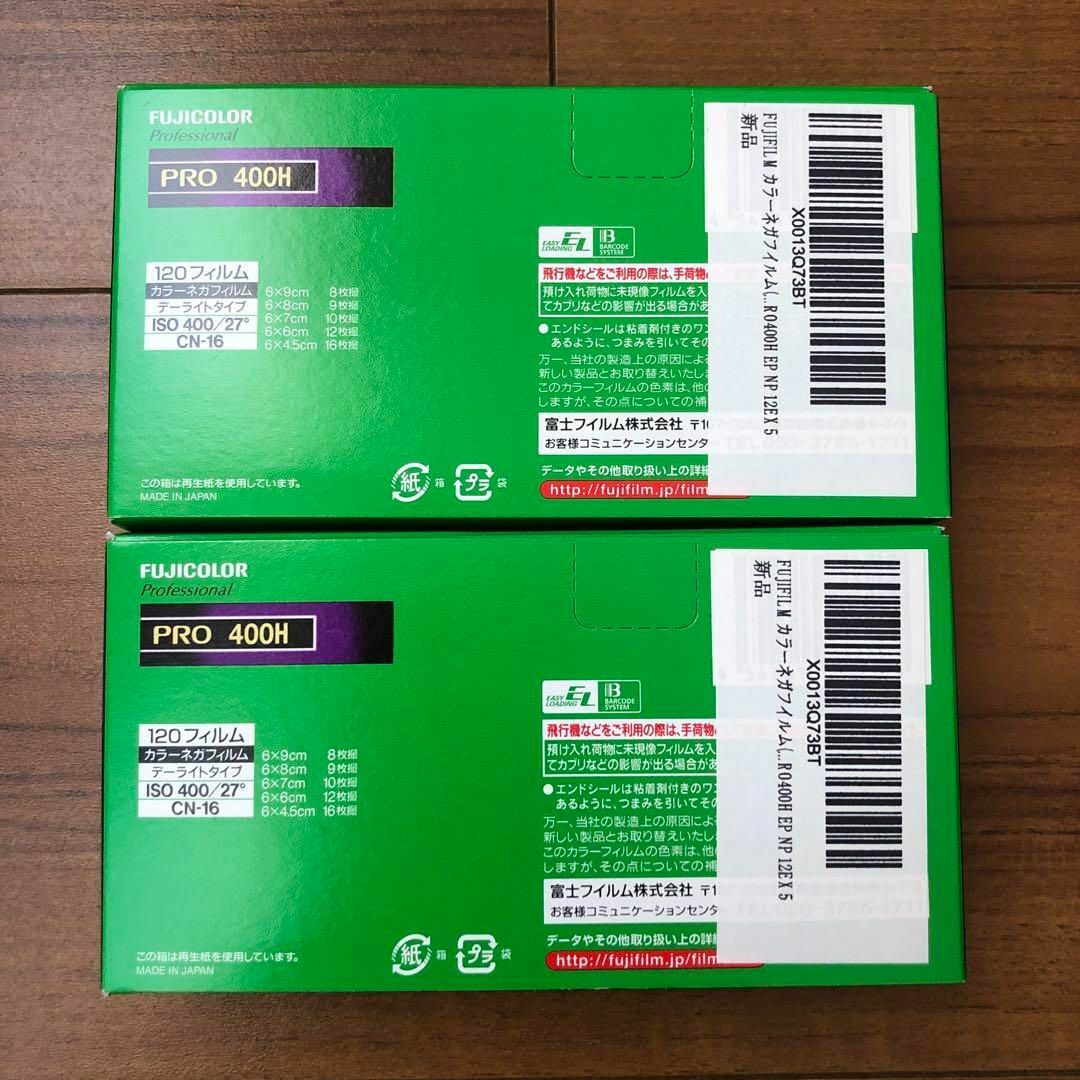 FUJICOLOR
Professional
PRO 400H
120フィルム
カラーネガフィルム
デーライトタイプ
ISO 400/27°
CN-16
6×9cm 8枚撮
6×8cm 9枚撮
6×7cm 10枚撮
6×6cm 12枚撮
6×4.5cm 16枚撮
この箱は再生紙を使用しています。
MADE IN JAPAN
紙 箱 プラ 袋
EASY LOADING EL B BARCODE SYSTEM
飛行機などをご利用の際は、手荷物
預け入れ荷物に未現像フィルムを入
てカブリなどの影響が出る場合があ
●エンドシールは粘着剤付きのワン
あるように、つまみを引いてその
万一、当社の製造上の原因によ
新しい製品とお取り替えいたしま
このカラーフィルムの色素は、他の
しますが、その点についての補
富士フイルム株式会社 〒107-0052
お客様コミュニケーションセンター TEL050-3786-1711
データやその他取り扱い上の詳細
http://fujifilm.jp/film
X0013Q73BT
FUJIFILM カラーネガフイルム(...RO400H EP NP 12EX 5
新品
FUJICOLOR
Professional
PRO 400H
120フィルム
カラーネガフィルム
デーライトタイプ
ISO 400/27°
CN-16
6×9cm 8枚撮
6×8cm 9枚撮
6×7cm 10枚撮
6×6cm 12枚撮
6×4.5cm 16枚撮
この箱は再生紙を使用しています。
MADE IN JAPAN
紙 箱 プラ 袋
EASY LOADING EL B BARCODE SYSTEM
飛行機などをご利用の際は、手荷物
預け入れ荷物に未現像フィルムを入
てカブリなどの影響が出る場合があ
●エンドシールは粘着剤付きのワン
あるように、つまみを引いてその
万一、当社の製造上の原因によ
新しい製品とお取り替えいたしま
このカラーフィルムの色素は、他の
しますが、その点についての補
富士フイルム株式会社 〒1
お客様コミュニケーションセンター TEL050-3786-1711
データやその他取り扱い上の詳細
http://fujifilm.jp/film
X0013Q73BT
FUJIFILM カラーネガフイルム(...RO400H EP NP 12EX 5
新品